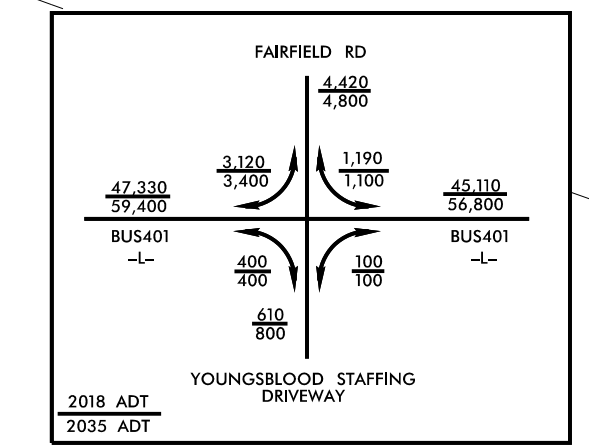 FAIRFIELD RD
4,420
4,800
3,120
3,400
1,190
1,100
47,330
59,400
45,110
56,800
BUS401
-L-
BUS401
-L-
400
400
100
100
610
800
YOUNGSBLOOD STAFFING
DRIVEWAY
2018 ADT
2035 ADT